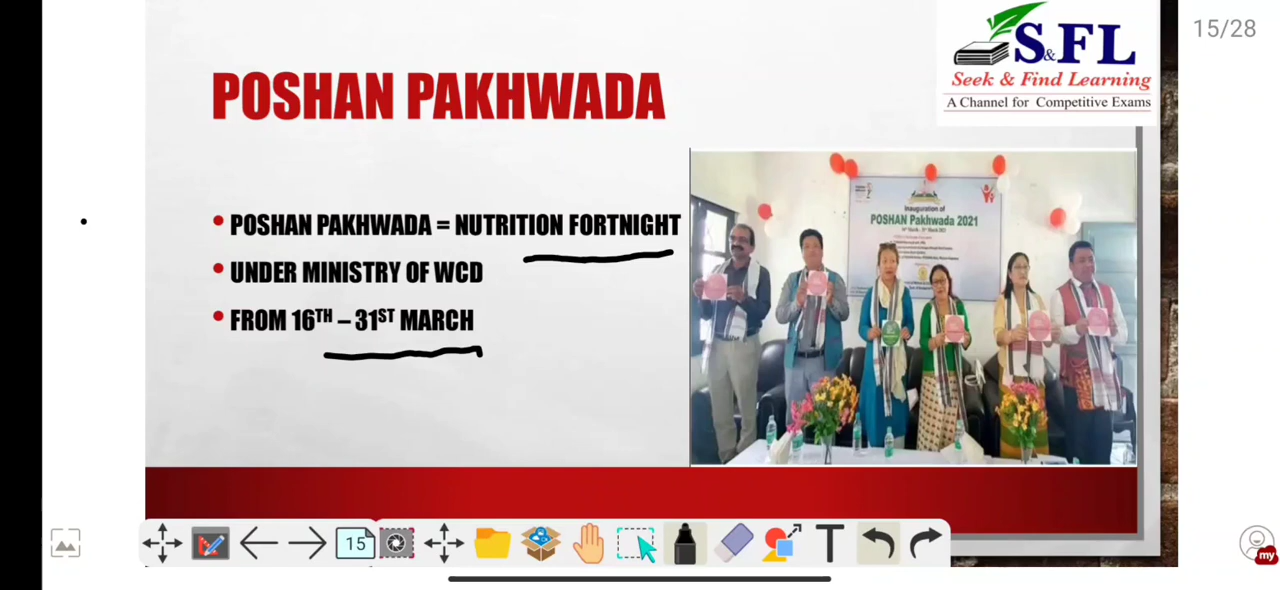 15/28
S&FL
Seek & Find Learning
A Channel for Competitive Exams
POSHAN PAKHWADA
• POSHAN PAKHWADA = NUTRITION FORTNIGHT
• UNDER MINISTRY OF WCD
• FROM 16TH – 31ST MARCH
Inauguration of
POSHAN Pakhwada 2021
15
T
my